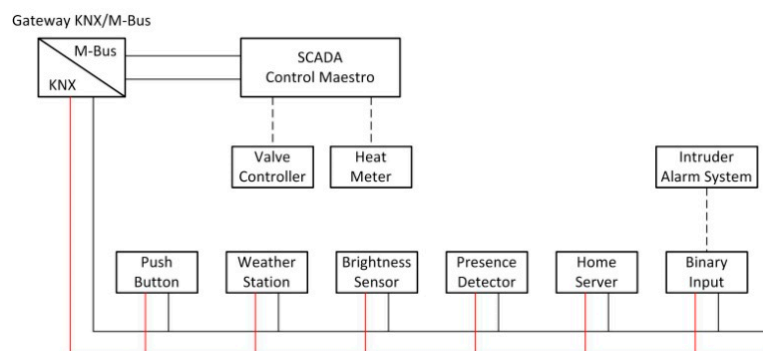 Gateway KNX/M-Bus
M-Bus
KNX
SCADA
Control Maestro
Valve
Controller
Heat
Meter
Intruder
Alarm System
Push
Button
Weather
Station
Brightness
Sensor
Presence
Detector
Home
Server
Binary
Input